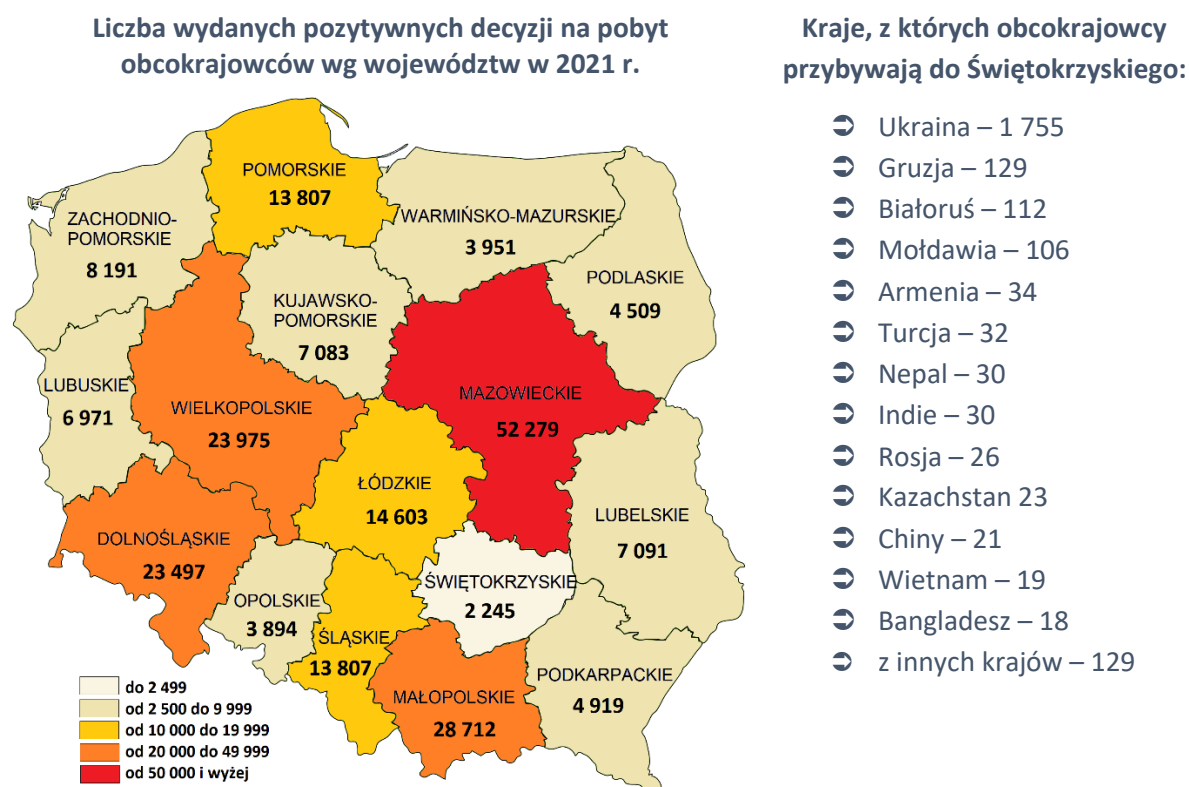 Liczba wydanych pozytywnych decyzji na pobyt
obcokrajowców wg województw w 2021 r.
POMORSKIE
13 807
ZACHODNIO-
POMORSKIE
8 191
WARMIŃSKO-MAZURSKIE
3 951
PODLASKIE
4 509
KUJAWSKO-
POMORSKIE
7 083
LUBUSKIE
6 971
WIELKOPOLSKIE
23 975
MAZOWIECKIE
52 279
ŁÓDZKIE
14 603
LUBELSKIE
7 091
DOLNOŚLĄSKIE
23 497
OPOLSKIE
3 894
ŚLĄSKIE
13 807
ŚWIĘTOKRZYSKIE
2 245
MAŁOPOLSKIE
28 712
PODKARPACKIE
4 919
do 2 499
od 2 500 do 9 999
od 10 000 do 19 999
od 20 000 do 49 999
od 50 000 i wyżej
Kraje, z których obcokrajowcy
przybywają do Świętokrzyskiego:
➲ Ukraina – 1 755
➲ Gruzja – 129
➲ Białoruś – 112
➲ Mołdawia – 106
➲ Armenia – 34
➲ Turcja – 32
➲ Nepal – 30
➲ Indie – 30
➲ Rosja – 26
➲ Kazachstan 23
➲ Chiny – 21
➲ Wietnam – 19
➲ Bangladesz – 18
➲ z innych krajów – 129